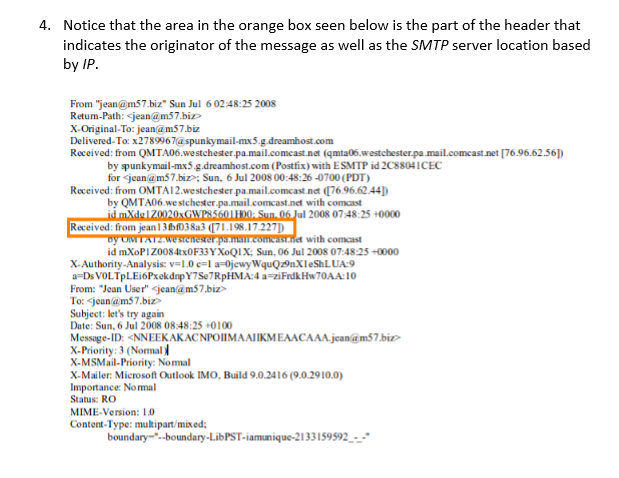 4. Notice that the area in the orange box seen below is the part of the header that
indicates the originator of the message as well as the SMTP server location based
by IP.
From "jean@m57.biz" Sun Jul 6 02:48:25 2008
Return-Path: <jean@m57.biz>
X-Original-To: jean@m57.biz
Delivered-To: x2789967@spunkymail-mx5.g.dreamhost.com
Received: from QMTA06.westchester.pa.mail.comcast.net (qmta06.westchester.pa.mail.comcast.net [76.96.62.56])
by spunkymail-mx5.g.dreamhost.com (Postfix) with ESMTP id 2C88041CEC
for <jean@m57.biz>; Sun, 6 Jul 2008 00:48:26 -0700 (PDT)
Received: from OMTA12.westchester.pa.mail.comcast.net ([76.96.62.44])
by QMTA06.westchester.pa.mail.comcast.net with comcast
id mXde1Z0020xGWP85601H00; Sun, 06 Jul 2008 07:48:25 +0000
Received: from jean13fbf038a3 ([71.198.17.227])
by OMTA12.westchester.pa.mail.comcast.net with comcast
id mXoP1Z0084tx0F33YXoQ1X; Sun, 06 Jul 2008 07:48:25 +0000
X-Authority-Analysis: v=1.0 c=1 a=0jcwyWquQz9nX1eShLUA:9
a=DsVOLTpLEi6PxekdnpY7Se7RpHMA:4 a=ziFrdkHw70AA:10
From: "Jean User" <jean@m57.biz>
To: <jean@m57.biz>
Subject: let's try again
Date: Sun, 6 Jul 2008 08:48:25 +0100
Message-ID: <NNEEKAKACNPOIIMAAIIKMEAACAAA.jean@m57.biz>
X-Priority: 3 (Normal)
X-MSMail-Priority: Normal
X-Mailer: Microsoft Outlook IMO, Build 9.0.2416 (9.0.2910.0)
Importance: Normal
Status: RO
MIME-Version: 1.0
Content-Type: multipart/mixed;
boundary="--boundary-LibPST-iamunique-2133159592_-_-"